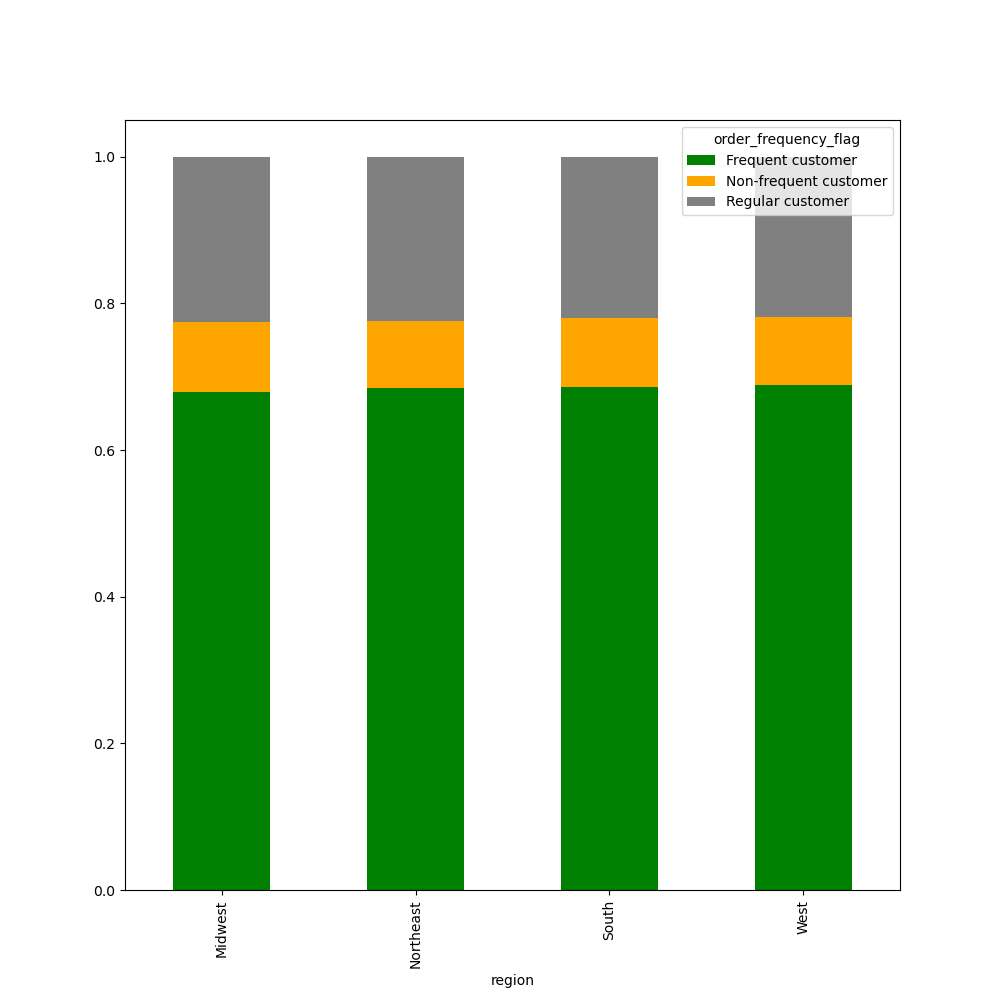 order_frequency_flag
Frequent customer
Non-frequent customer
Regular customer
1.0
0.8
0.6
0.4
0.2
0.0
Midwest
Northeast
South
West
region